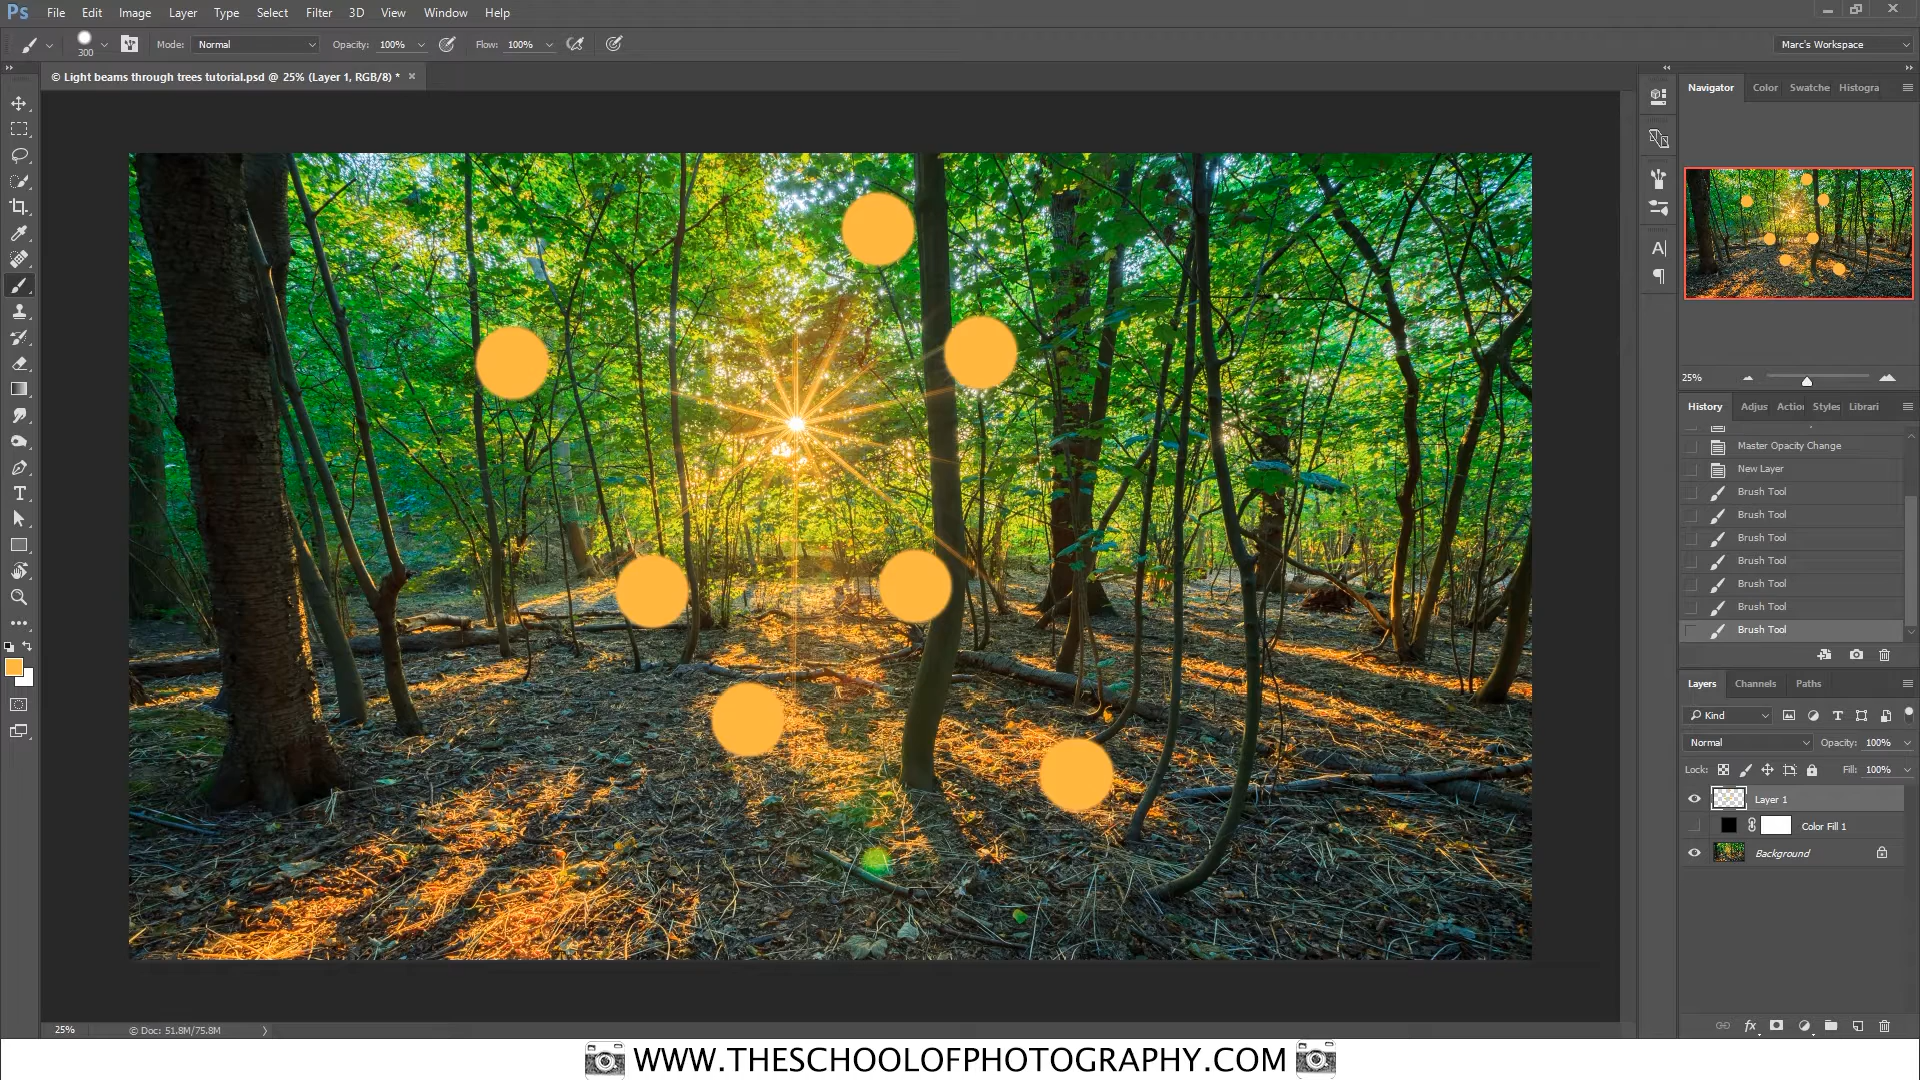 Ps File Edit Image Layer Type Select Filter 3D View Window Help
300 Mode: Normal Opacity: 100% Flow: 100% Marc's Workspace
© Light beams through trees tutorial.psd @ 25% (Layer 1, RGB/8) * ×
Navigator Color Swatche Histogra
25%
History Adjus Action Styles Librari
Master Opacity Change
New Layer
Brush Tool
Brush Tool
Brush Tool
Brush Tool
Brush Tool
Brush Tool
Brush Tool
Layers Channels Paths
Kind
Normal Opacity: 100%
Lock: Fill: 100%
Layer 1
Color Fill 1
Background
25% © Doc: 51.8M/75.8M
WWW.THESCHOOLOFPHOTOGRAPHY.COM